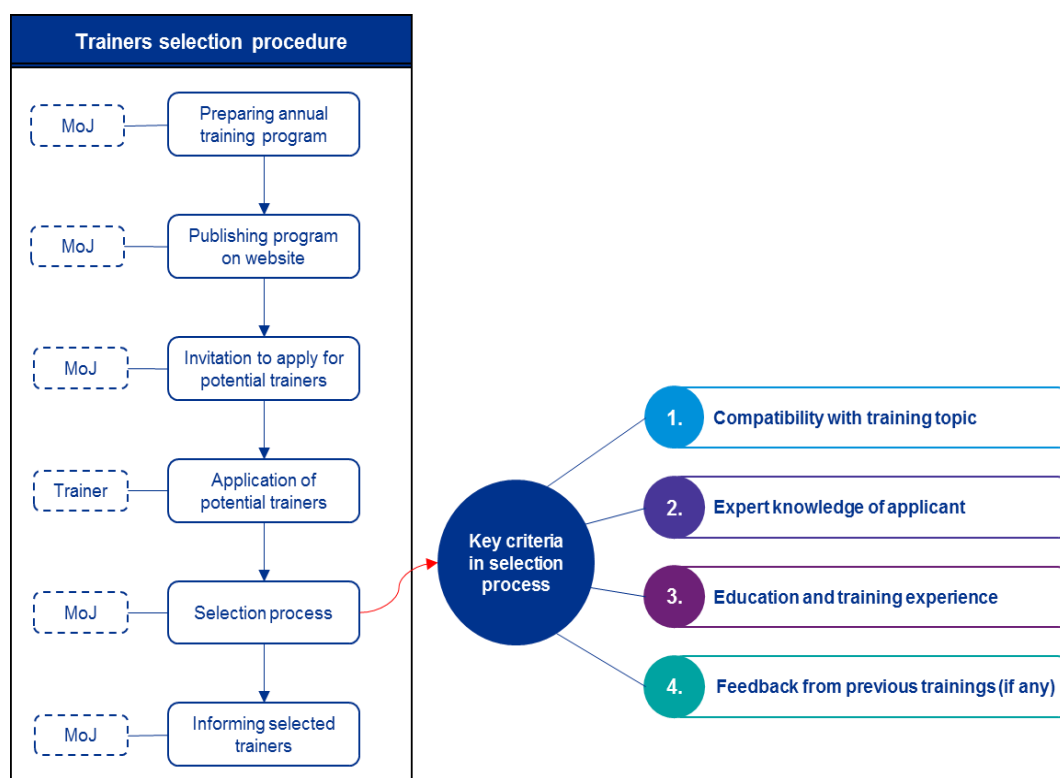 Trainers selection procedure
MoJ
Preparing annual
training program
MoJ
Publishing program
on website
MoJ
Invitation to apply for
potential trainers
Trainer
Application of
potential trainers
MoJ
Selection process
MoJ
Informing selected
trainers
Key criteria
in selection
process
1.
Compatibility with training topic
2.
Expert knowledge of applicant
3.
Education and training experience
4.
Feedback from previous trainings (if any)